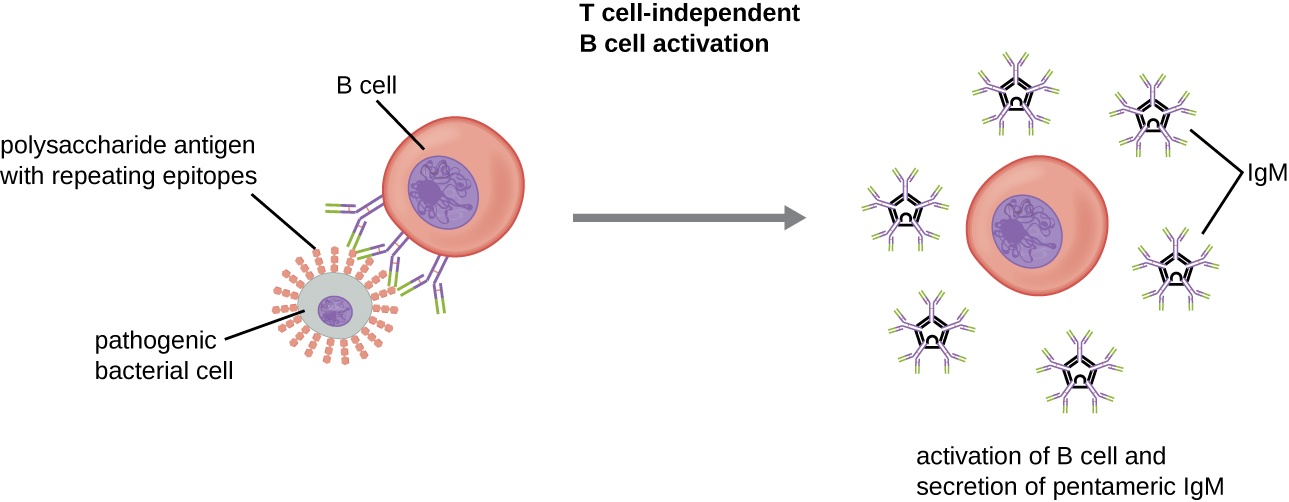 T cell-independent
B cell activation
B cell
polysaccharide antigen
with repeating epitopes
pathogenic
bacterial cell
IgM
activation of B cell and
secretion of pentameric IgM